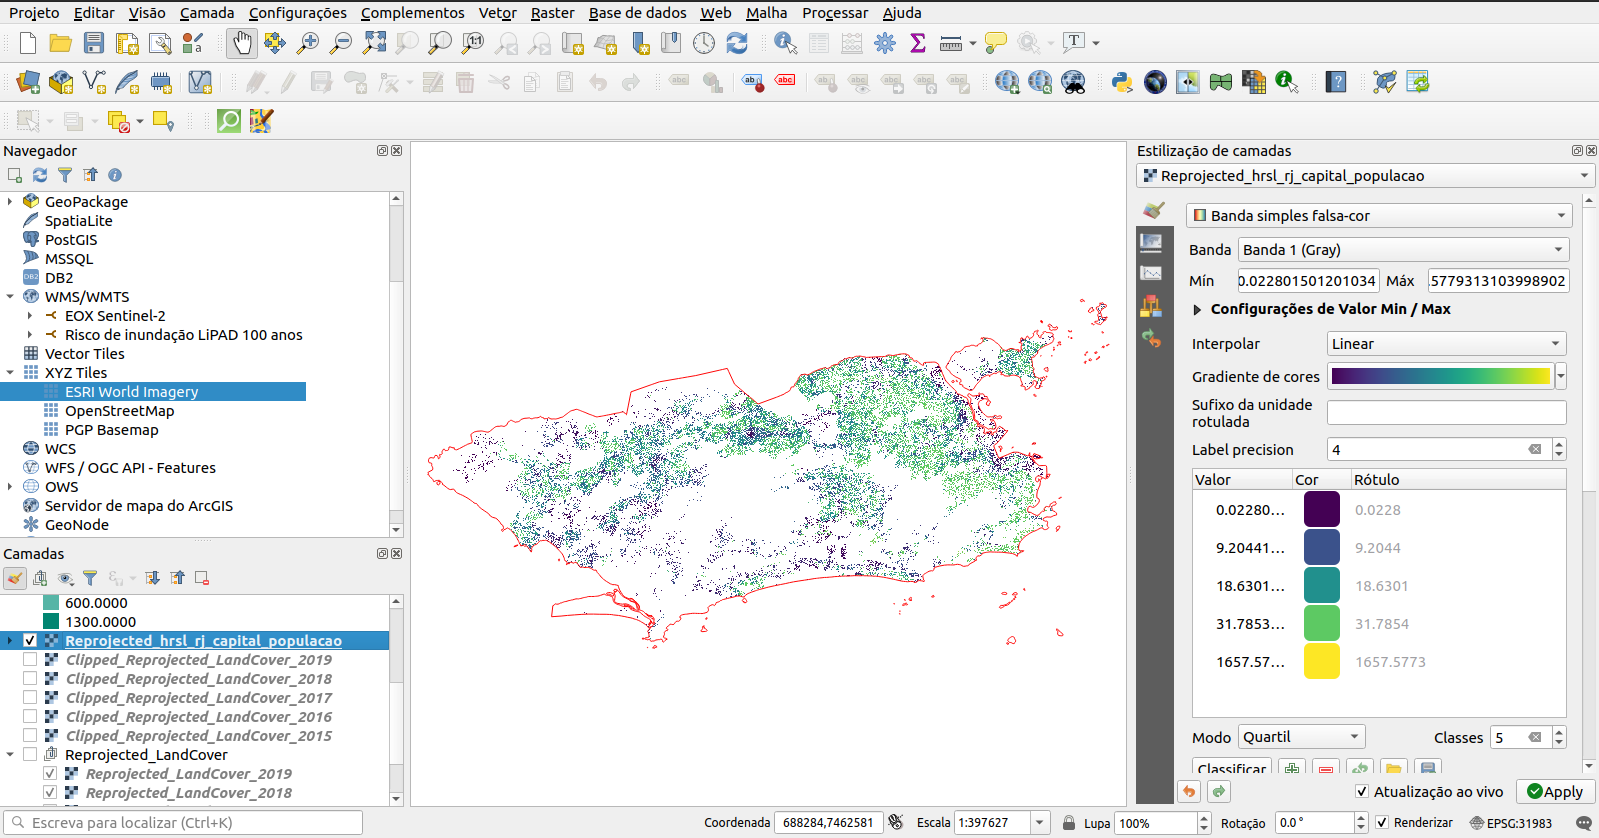 Projeto Editar Visão Camada Configurações Complementos Vetor Raster Base de dados Web Malha Processar Ajuda
Navegador
GeoPackage
SpatiaLite
PostGIS
MSSQL
DB2
WMS/WMTS
EOX Sentinel-2
Risco de inundação LiPAD 100 anos
Vector Tiles
XYZ Tiles
ESRI World Imagery
OpenStreetMap
PGP Basemap
WCS
WFS / OGC API - Features
OWS
Servidor de mapa do ArcGIS
GeoNode
Camadas
600.0000
1300.0000
Reprojected_hrsl_rj_capital_populacao
Clipped_Reprojected_LandCover_2019
Clipped_Reprojected_LandCover_2018
Clipped_Reprojected_LandCover_2017
Clipped_Reprojected_LandCover_2016
Clipped_Reprojected_LandCover_2015
Reprojected_LandCover
Reprojected_LandCover_2019
Reprojected_LandCover_2018
Estilização de camadas
Reprojected_hrsl_rj_capital_populacao
Banda simples falsa-cor
Banda Banda 1 (Gray)
Mín 0.022801501201034 Máx .5779313103998902
Configurações de Valor Min / Max
Interpolar Linear
Gradiente de cores
Sufixo da unidade rotulada
Label precision 4
Valor Cor Rótulo
0.02280... 0.0228
9.20441... 9.2044
18.6301... 18.6301
31.7853... 31.7854
1657.57... 1657.5773
Modo Quartil Classes 5
Classificar
Atualização ao vivo Apply
Escreva para localizar (Ctrl+K) Coordenada 688284,7462581 Escala 1:397627 Lupa 100% Rotação 0.0 ° Renderizar EPSG:31983